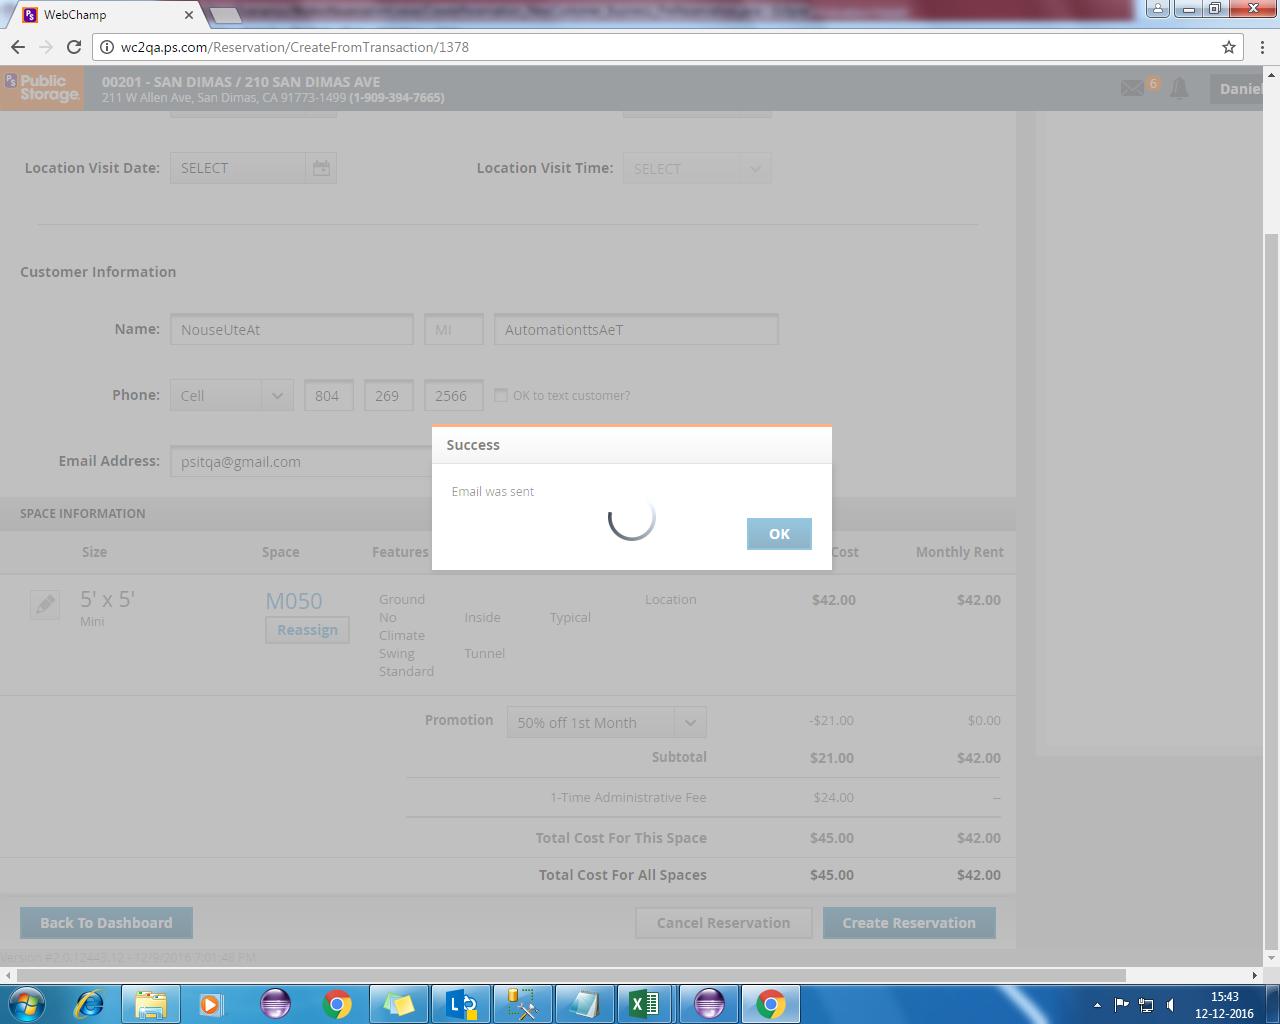 WebChamp
wc2qa.ps.com/Reservation/CreateFromTransaction/1378
PS Public Storage.
00201 - SAN DIMAS / 210 SAN DIMAS AVE
211 W Allen Ave, San Dimas, CA 91773-1499 (1-909-394-7665)
6
Daniel
Location Visit Date: SELECT
Location Visit Time: SELECT
Customer Information
Name: NouseUteAt MI AutomationttsAeT
Phone: Cell 804 269 2566 OK to text customer?
Email Address: psitqa@gmail.com
Success
Email was sent
OK
SPACE INFORMATION
Size Space Features Cost Monthly Rent
5' x 5' M050 Ground Location $42.00 $42.00
Mini No Inside Typical
Reassign Climate
Swing Tunnel
Standard
Promotion 50% off 1st Month -$21.00 $0.00
Subtotal $21.00 $42.00
1-Time Administrative Fee $24.00 --
Total Cost For This Space $45.00 $42.00
Total Cost For All Spaces $45.00 $42.00
Back To Dashboard Cancel Reservation Create Reservation
Version #2.0.12443.12 - 12/9/2016 7:01:48 PM
15:43
12-12-2016